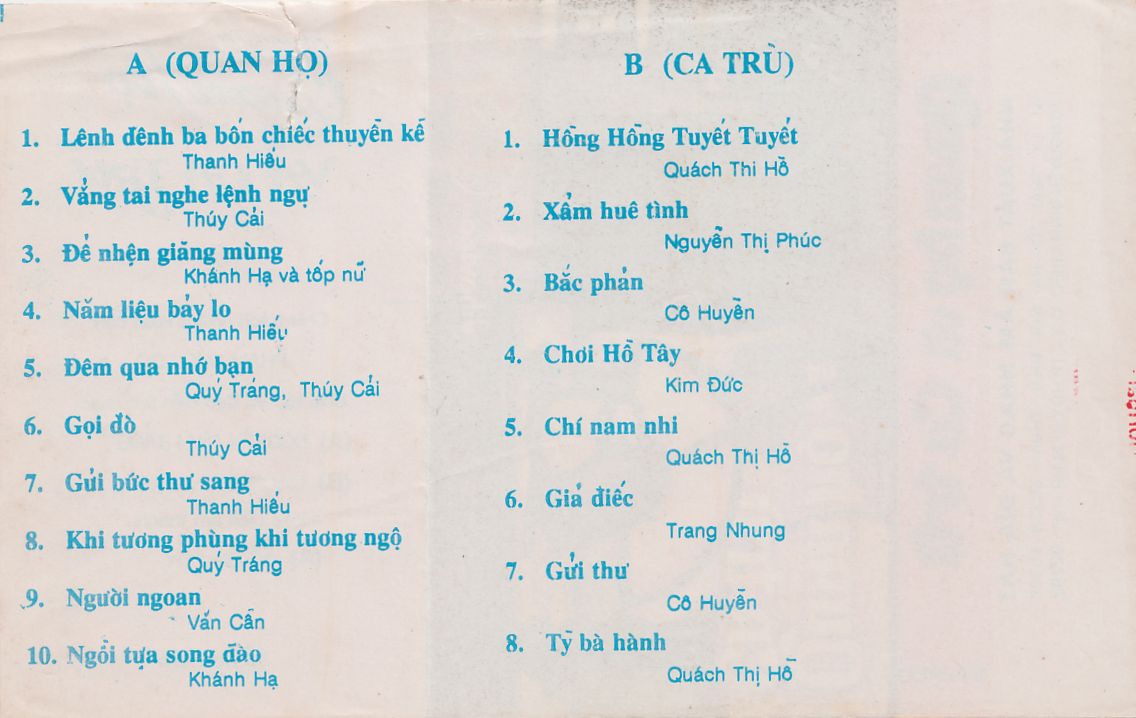 A (QUAN HỌ)
1. Lênh đênh ba bốn chiếc thuyền kề
Thanh Hiếu
2. Vẳng tai nghe lệnh ngự
Thúy Cải
3. Để nhện giăng mùng
Khánh Hạ và tốp nữ
4. Năm liệu bảy lo
Thanh Hiếu
5. Đêm qua nhớ bạn
Quý Tráng, Thúy Cải
6. Gọi đò
Thúy Cải
7. Gửi bức thư sang
Thanh Hiếu
8. Khi tương phùng khi tương ngộ
Quý Tráng
9. Người ngoan
Văn Cẩn
10. Ngồi tựa song đào
Khánh Hạ
B (CA TRÙ)
1. Hồng Hồng Tuyết Tuyết
Quách Thi Hồ
2. Xẩm huê tình
Nguyễn Thị Phúc
3. Bắc phản
Cô Huyền
4. Chơi Hồ Tây
Kim Đức
5. Chí nam nhi
Quách Thị Hồ
6. Giả điếc
Trang Nhung
7. Gửi thư
Cô Huyền
8. Tỳ bà hành
Quách Thị Hồ